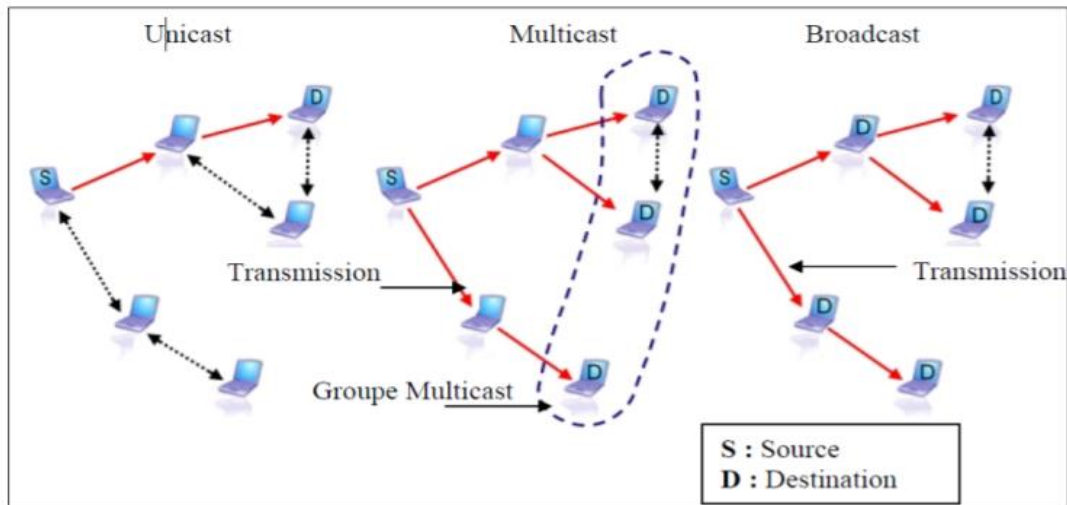 Unicast
Multicast
Broadcast
D
D
D
D
S
S
S
D
D
D
Transmission
Transmission
D
D
D
Groupe Multicast
S : Source
D : Destination